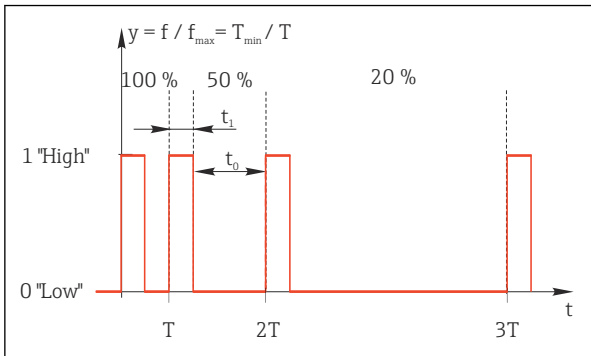 y = f / fmax = Tmin / T
100 % 50 % 20 %
t1
1 "High"
t0
0 "Low"
t
T 2T 3T